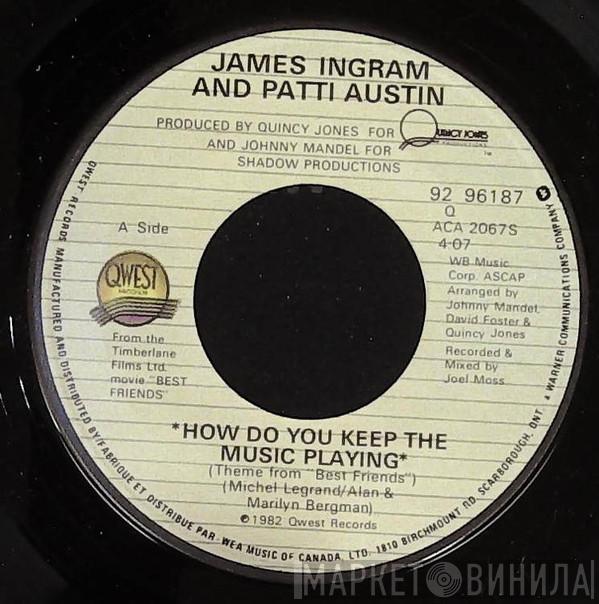 JAMES INGRAM
AND PATTI AUSTIN
PRODUCED BY QUINCY JONES FOR
QUINCY JONES
PRODUCTIONS
™
AND JOHNNY MANDEL FOR
SHADOW PRODUCTIONS
92 96187
Q
A Side
ACA 2067S
4-07
WB Music
Corp. ASCAP
Arranged by
Johnny Mandel,
David Foster &
Quincy Jones
Recorded &
Mixed by
Joel Moss
QWEST
RECORDS
From the
Timberlane
Films Ltd.
movie "BEST
FRIENDS"
*HOW DO YOU KEEP THE
MUSIC PLAYING*
(Theme from "Best Friends")
(Michel Legrand/Alan &
Marilyn Bergman)
℗1982 Qwest Records
QWEST RECORDS MANUFACTURED AND DISTRIBUTED BY/FABRIQUE ET DISTRIBUE PAR WEA MUSIC OF CANADA, LTD. 1810 BIRCHMOUNT RD. SCARBOROUGH, ONT. A WARNER COMMUNICATIONS COMPANY
МАРКЕТ ВИНИЛА